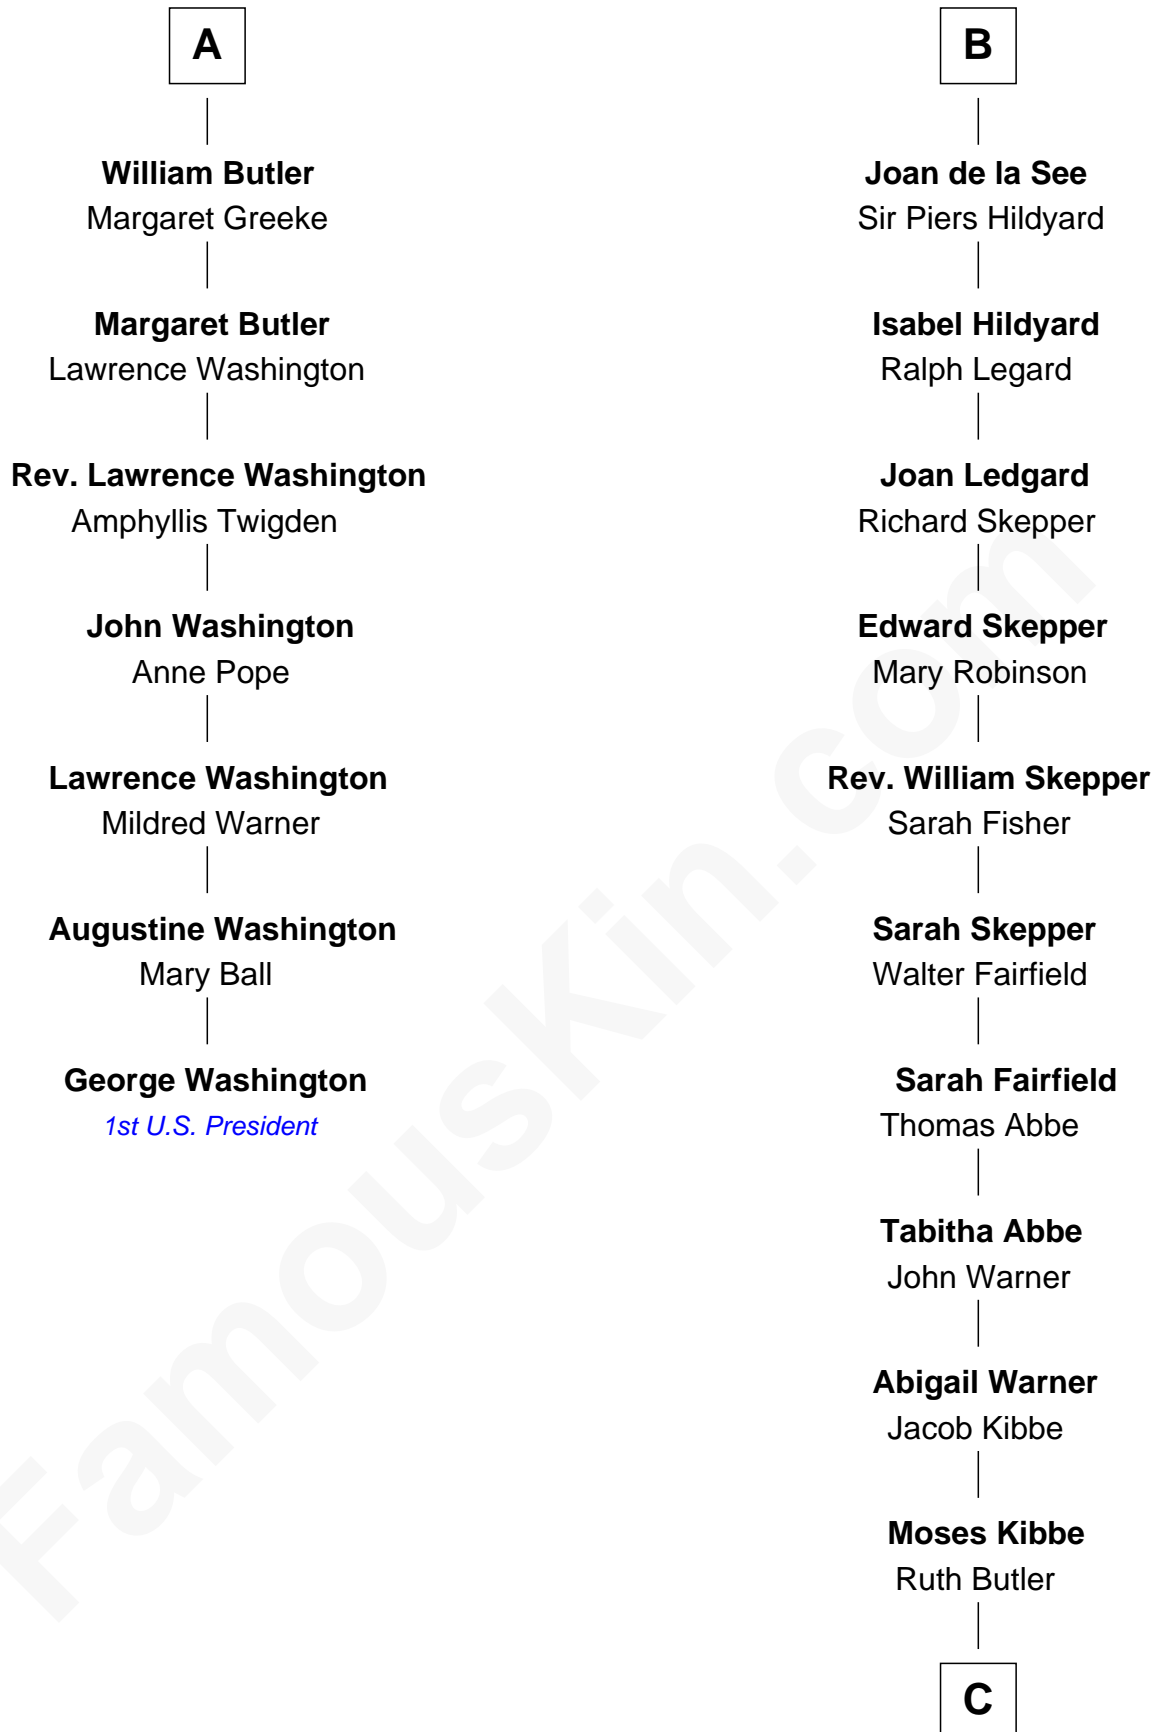 A
William Butler
Margaret Greeke
Margaret Butler
Lawrence Washington
Rev. Lawrence Washington
Amphyllis Twigden
John Washington
Anne Pope
Lawrence Washington
Mildred Warner
Augustine Washington
Mary Ball
George Washington
1st U.S. President
B
Joan de la See
Sir Piers Hildyard
Isabel Hildyard
Ralph Legard
Joan Ledgard
Richard Skepper
Edward Skepper
Mary Robinson
Rev. William Skepper
Sarah Fisher
Sarah Skepper
Walter Fairfield
Sarah Fairfield
Thomas Abbe
Tabitha Abbe
John Warner
Abigail Warner
Jacob Kibbe
Moses Kibbe
Ruth Butler
C
FamousKin.com